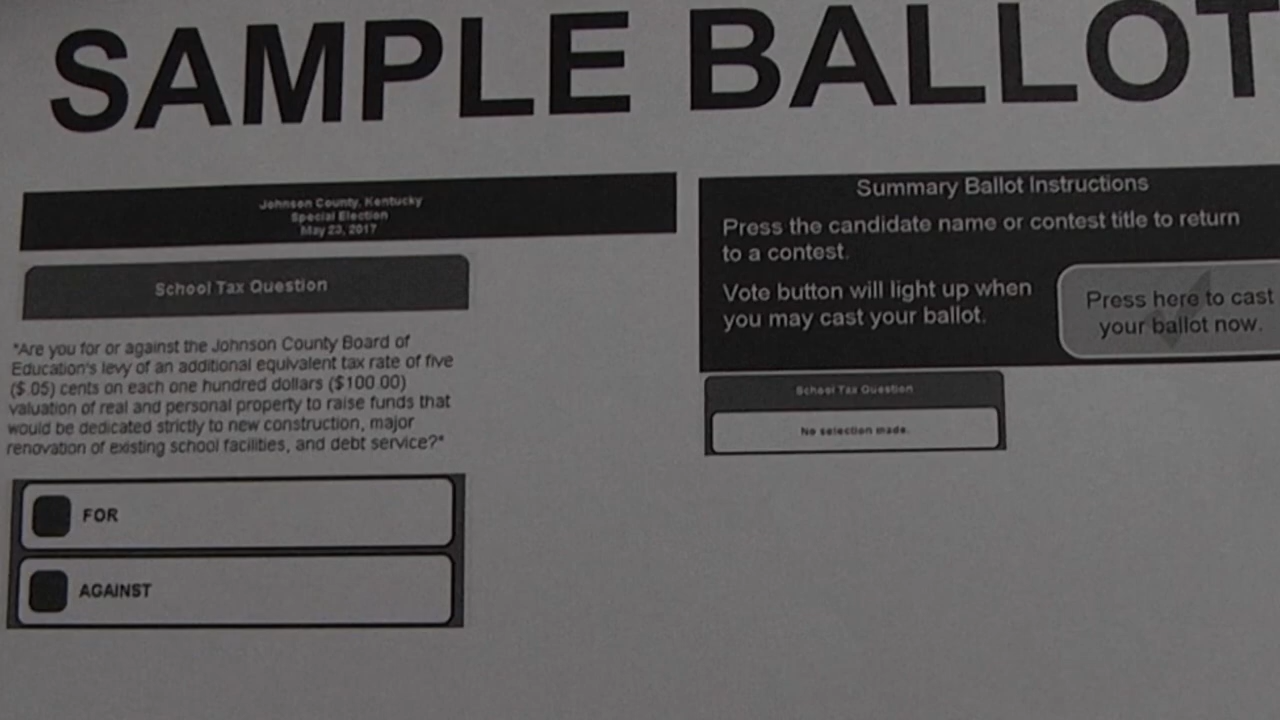 SAMPLE BALLOT
Johnson County, Kentucky
Special Election
May 23, 2017
School Tax Question
"Are you for or against the Johnson County Board of
Education's levy of an additional equivalent tax rate of five
($.05) cents on each one hundred dollars ($100.00)
valuation of real and personal property to raise funds that
would be dedicated strictly to new construction, major
renovation of existing school facilities, and debt service?"
FOR
AGAINST
Summary Ballot Instructions
Press the candidate name or contest title to return
to a contest.
Vote button will light up when
you may cast your ballot.
Press here to cast
your ballot now.
School Tax Question
No selection made.